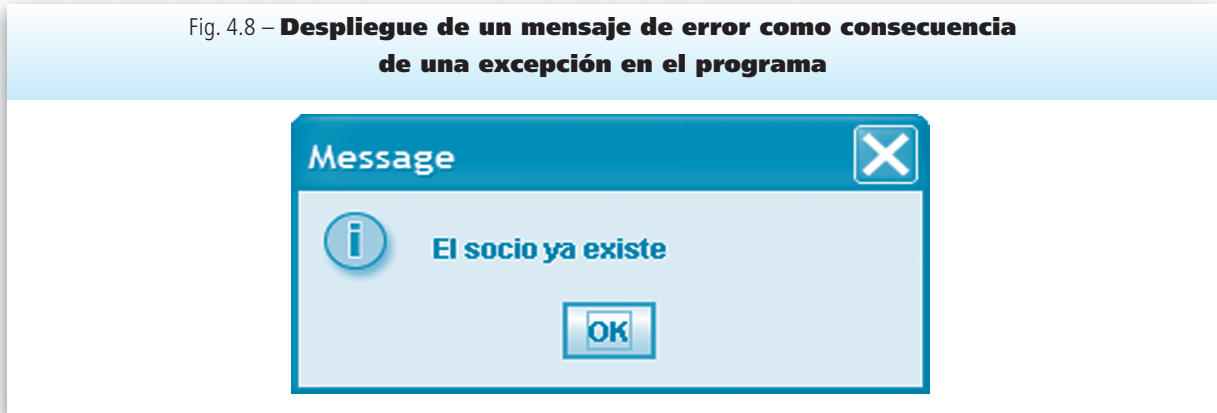 Fig. 4.8 – Despliegue de un mensaje de error como consecuencia
de una excepción en el programa
Message
El socio ya existe
OK